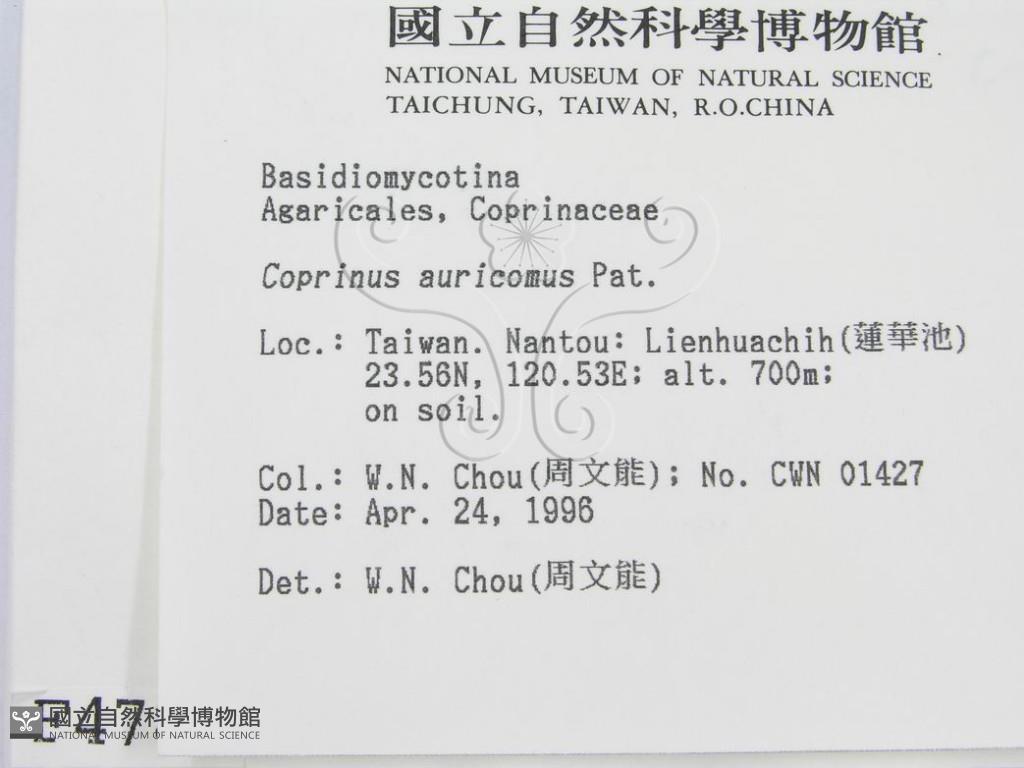 國立自然科學博物館
NATIONAL MUSEUM OF NATURAL SCIENCE
TAICHUNG, TAIWAN, R.O.CHINA
Basidiomycotina
Agaricales, Coprinaceae
Coprinus auricomus Pat.
Loc.: Taiwan. Nantou: Lienhuachih(蓮華池)
23.56N, 120.53E; alt. 700m;
on soil.
Col.: W.N. Chou(周文能); No. CWN 01427
Date: Apr. 24, 1996
Det.: W.N. Chou(周文能)
F47
國立自然科學博物館
NATIONAL MUSEUM OF NATURAL SCIENCE